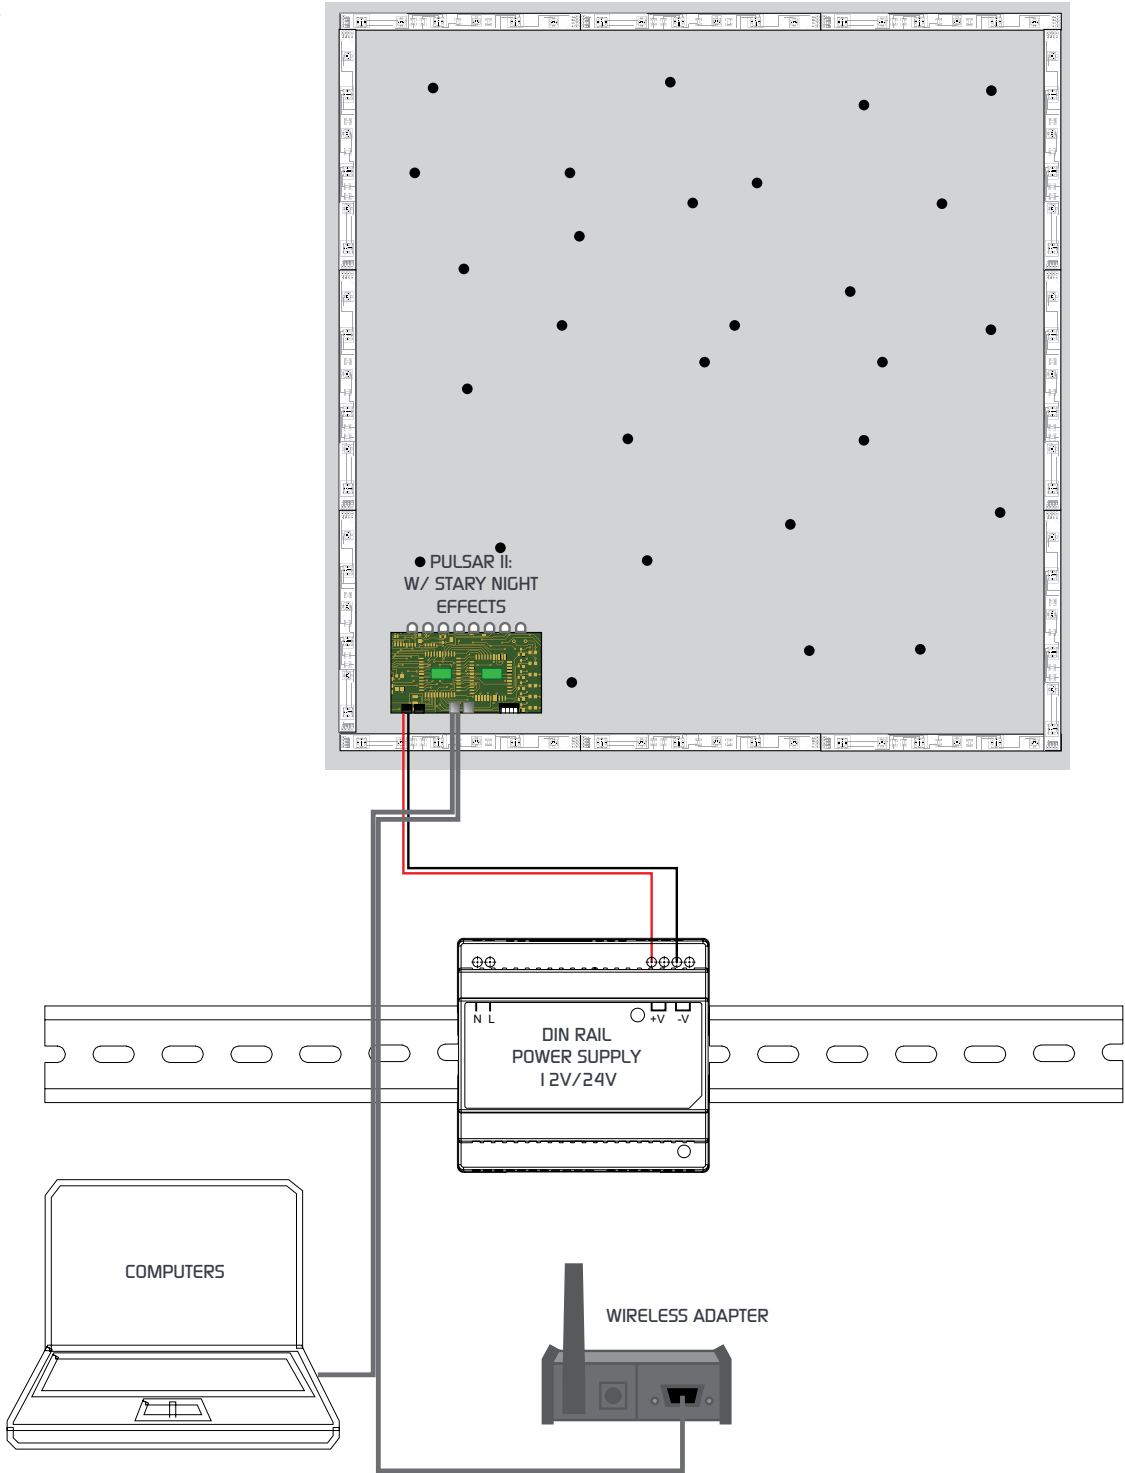 PULSAR II:
W/ STARY NIGHT
EFFECTS
N L
+V -V
DIN RAIL
POWER SUPPLY
12V/24V
COMPUTERS
WIRELESS ADAPTER